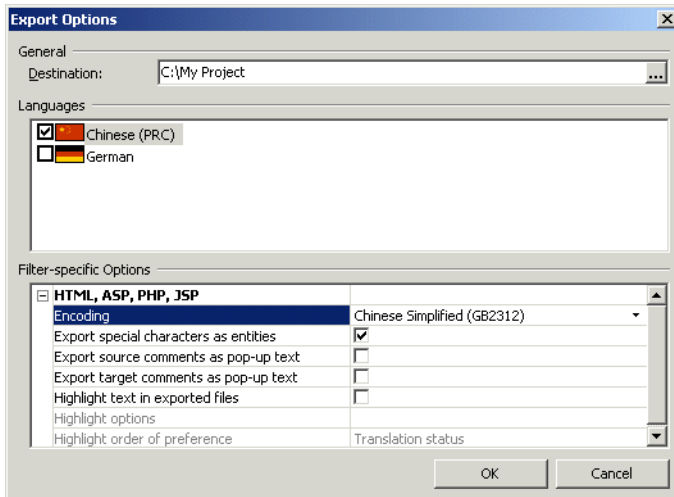 Export Options
General
Destination: C:\My Project ...
Languages
Chinese (PRC)
German
Filter-specific Options
HTML, ASP, PHP, JSP
Encoding Chinese Simplified (GB2312)
Export special characters as entities
Export source comments as pop-up text
Export target comments as pop-up text
Highlight text in exported files
Highlight options
Highlight order of preference Translation status
OK Cancel